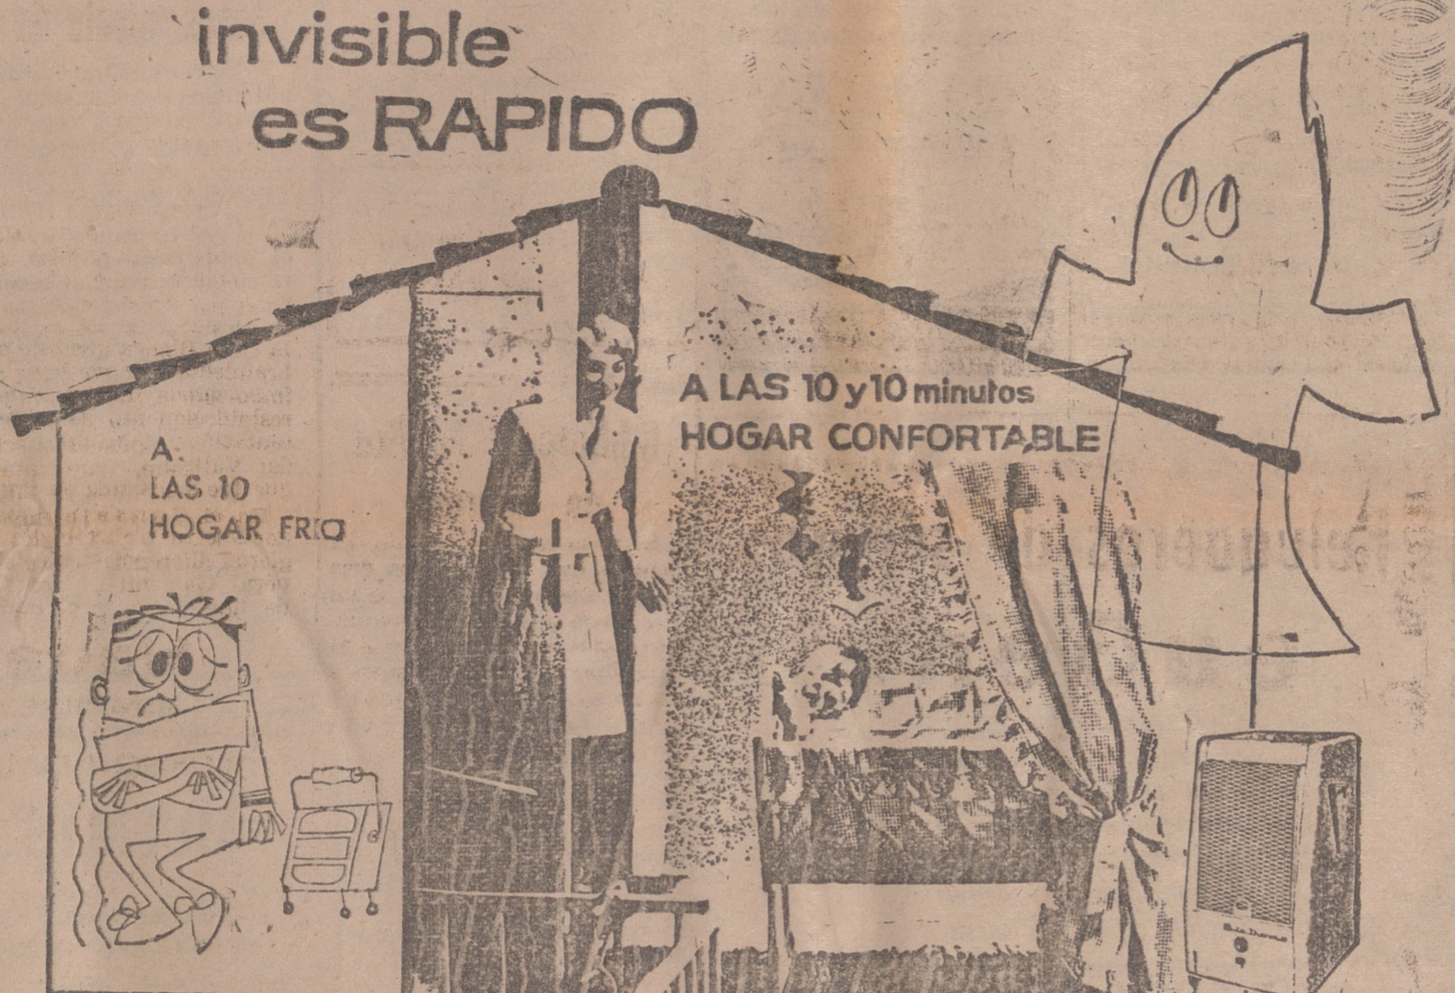 invisible
es RAPIDO
A
LAS 10
HOGAR FRIO
A LAS 10 y 10 minutos
HOGAR CONFORTABLE